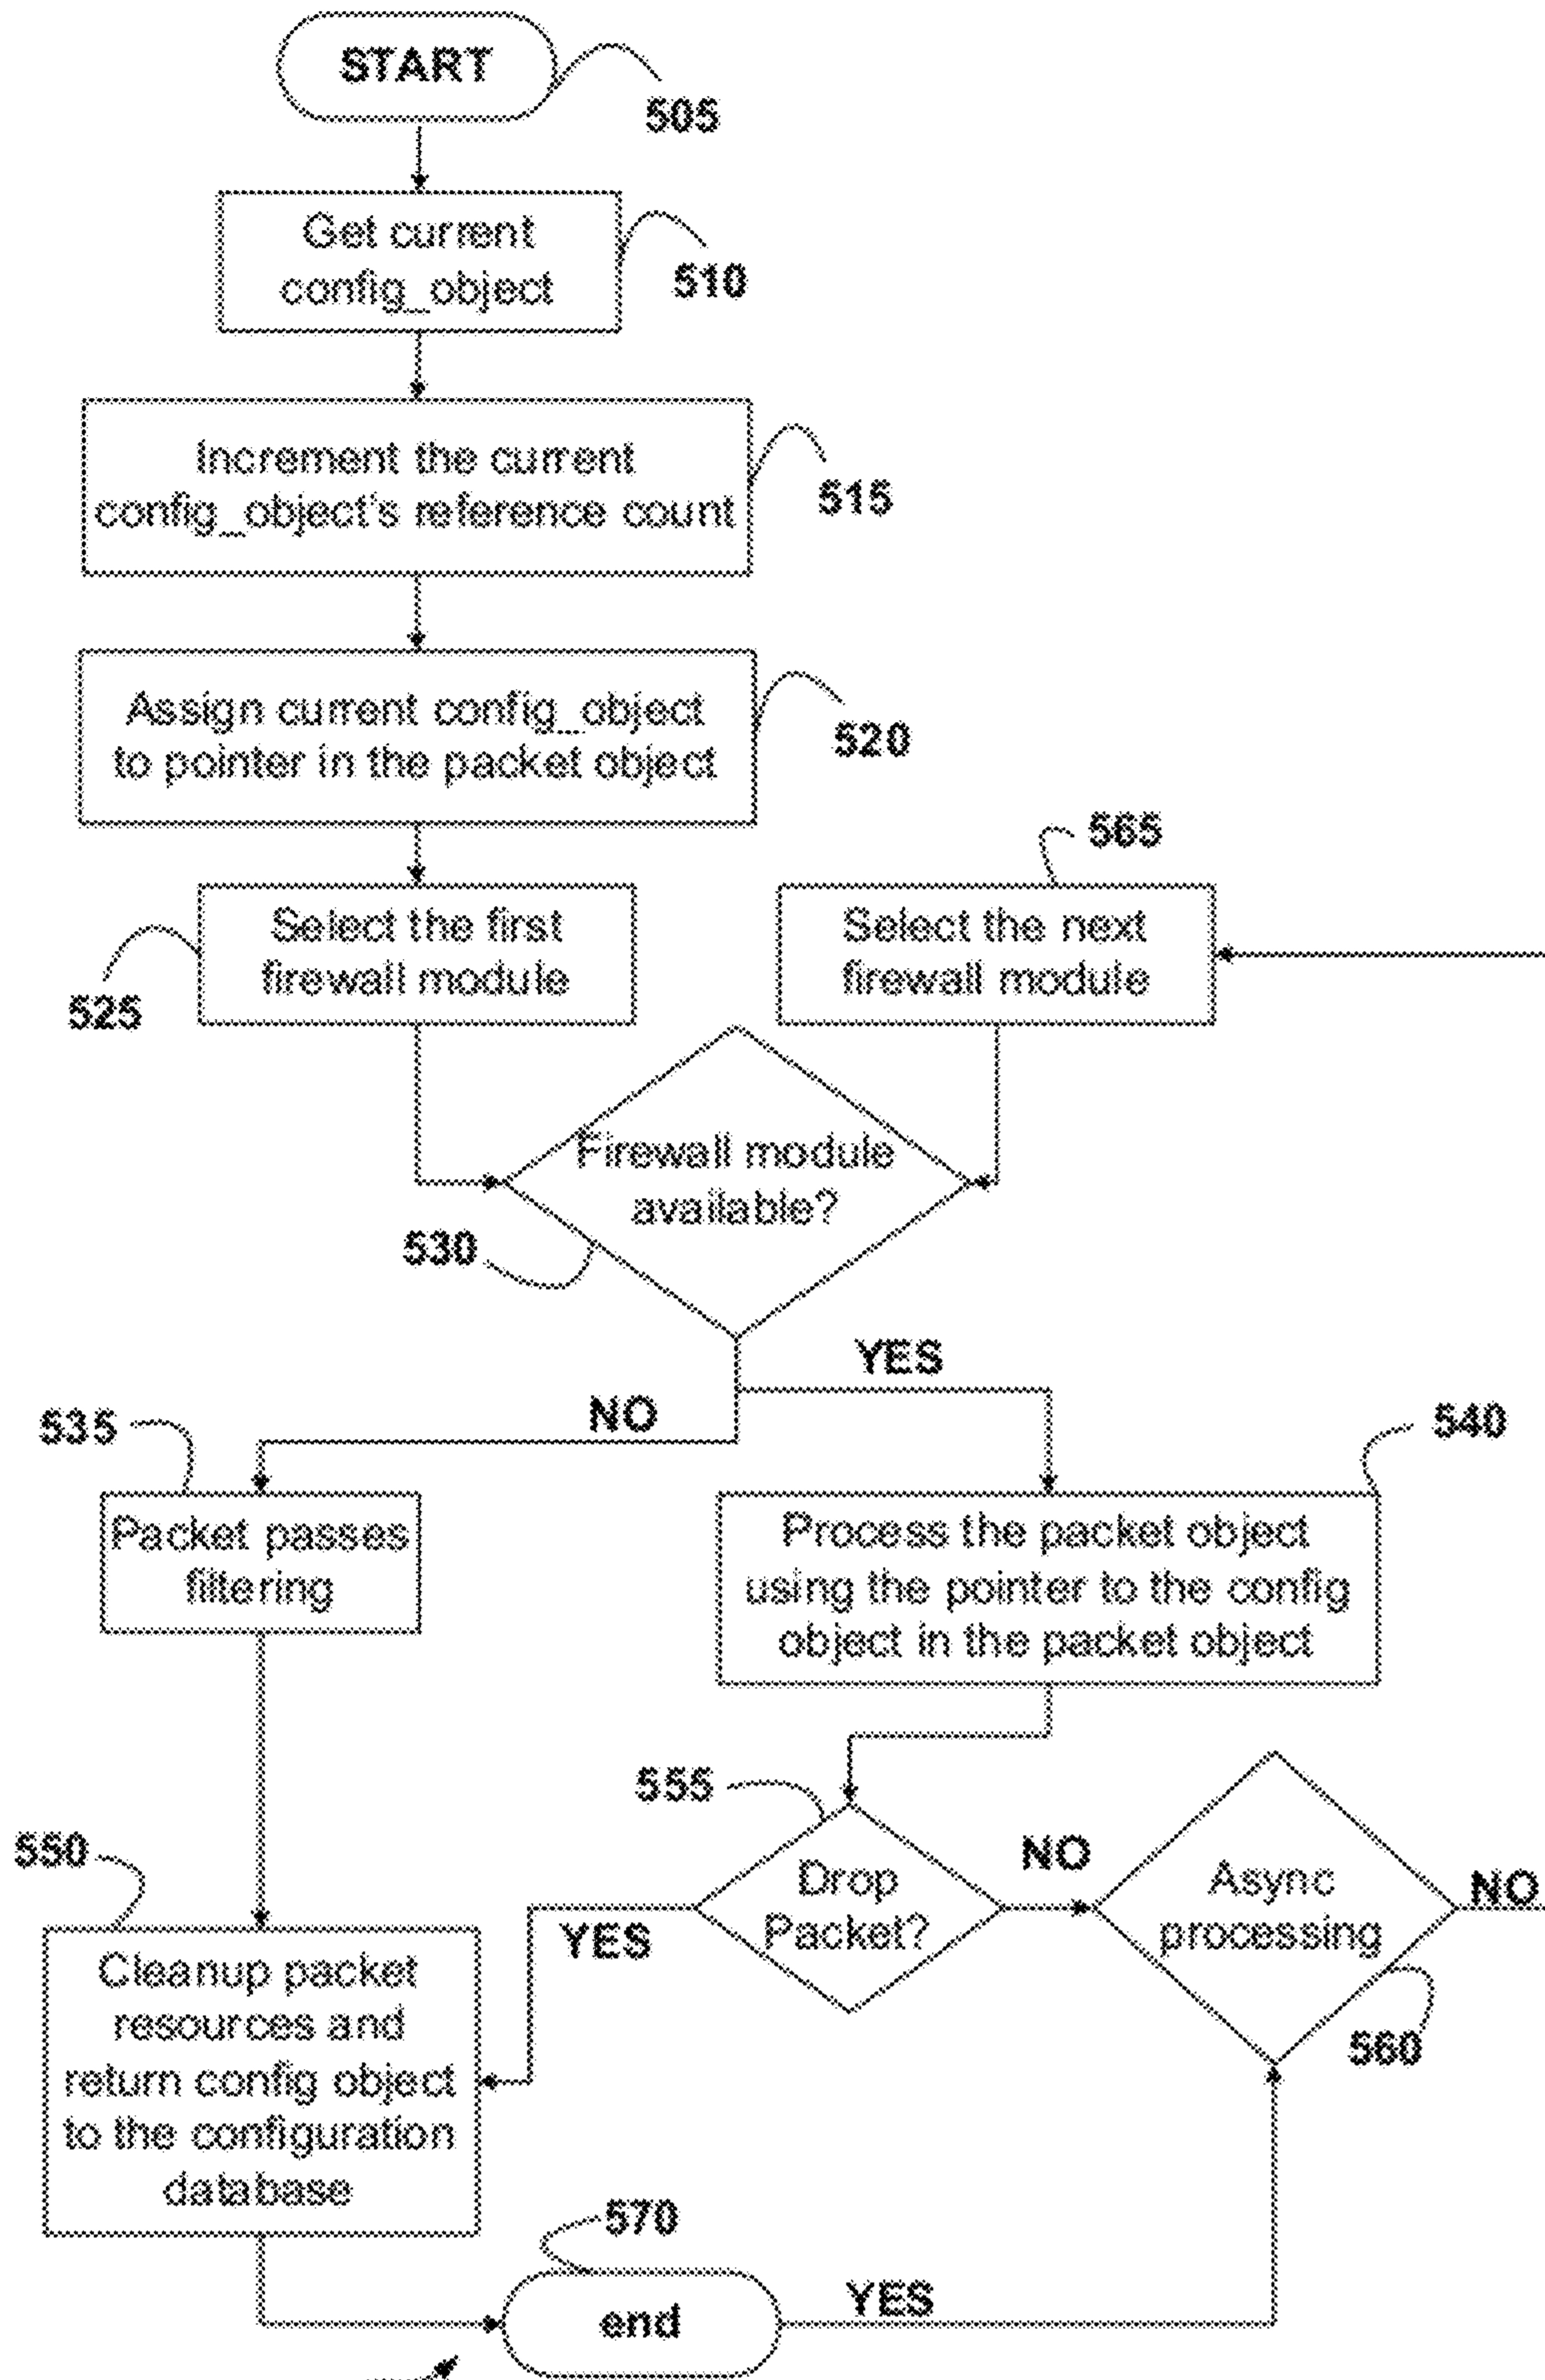 START
505
Get current
config_object
510
Increment the current
config_object's reference count
515
Assign current config_object
to pointer in the packet object
520
565
Select the first
firewall module
525
Select the next
firewall module
Firewall module
available?
530
YES
NO
535
540
Packet passes
filtering
Process the packet object
using the pointer to the config
object in the packet object
555
550
NO
Drop
Packet?
YES
Async
processing
NO
560
Cleanup packet
resources and
return config object
to the configuration
database
570
end
YES